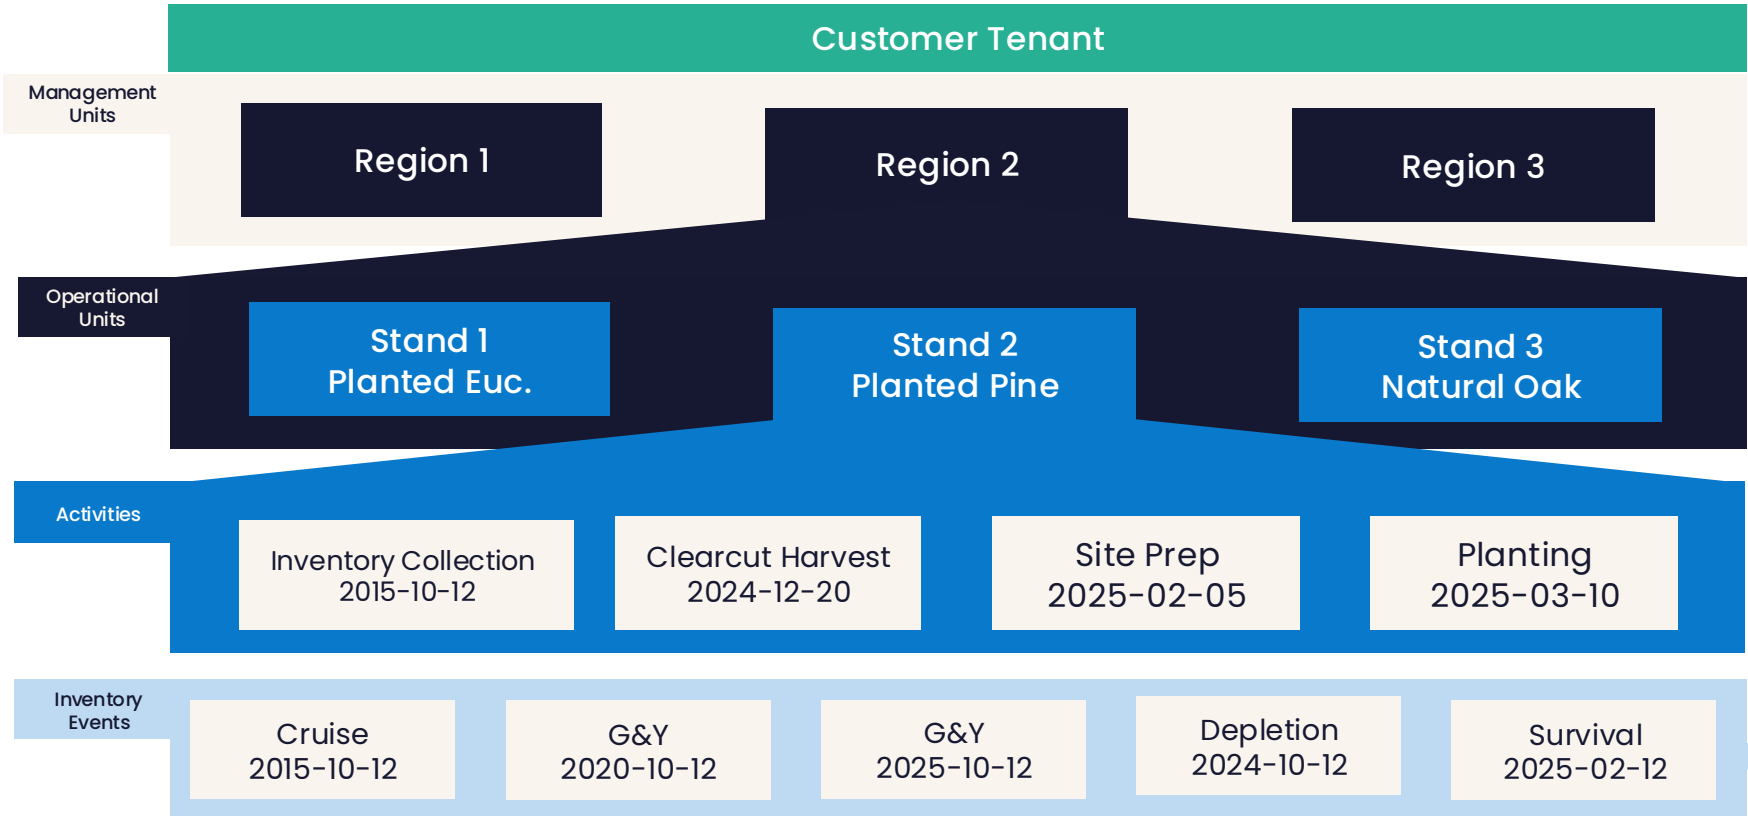 Customer Tenant
Management
Units
Region 1
Region 2
Region 3
Operational
Units
Stand 1
Planted Euc.
Stand 2
Planted Pine
Stand 3
Natural Oak
Activities
Inventory Collection
2015-10-12
Clearcut Harvest
2024-12-20
Site Prep
2025-02-05
Planting
2025-03-10
Inventory
Events
Cruise
2015-10-12
G&Y
2020-10-12
G&Y
2025-10-12
Depletion
2024-10-12
Survival
2025-02-12